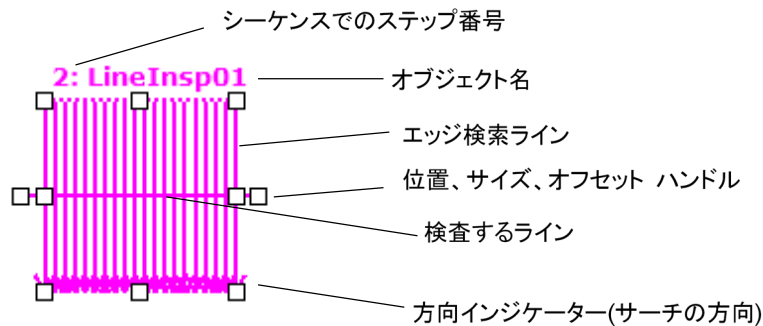 シーケンスでのステップ番号
2: LineInsp01
オブジェクト名
エッジ検索ライン
位置、サイズ、オフセット ハンドル
検査するライン
方向インジケーター(サーチの方向)